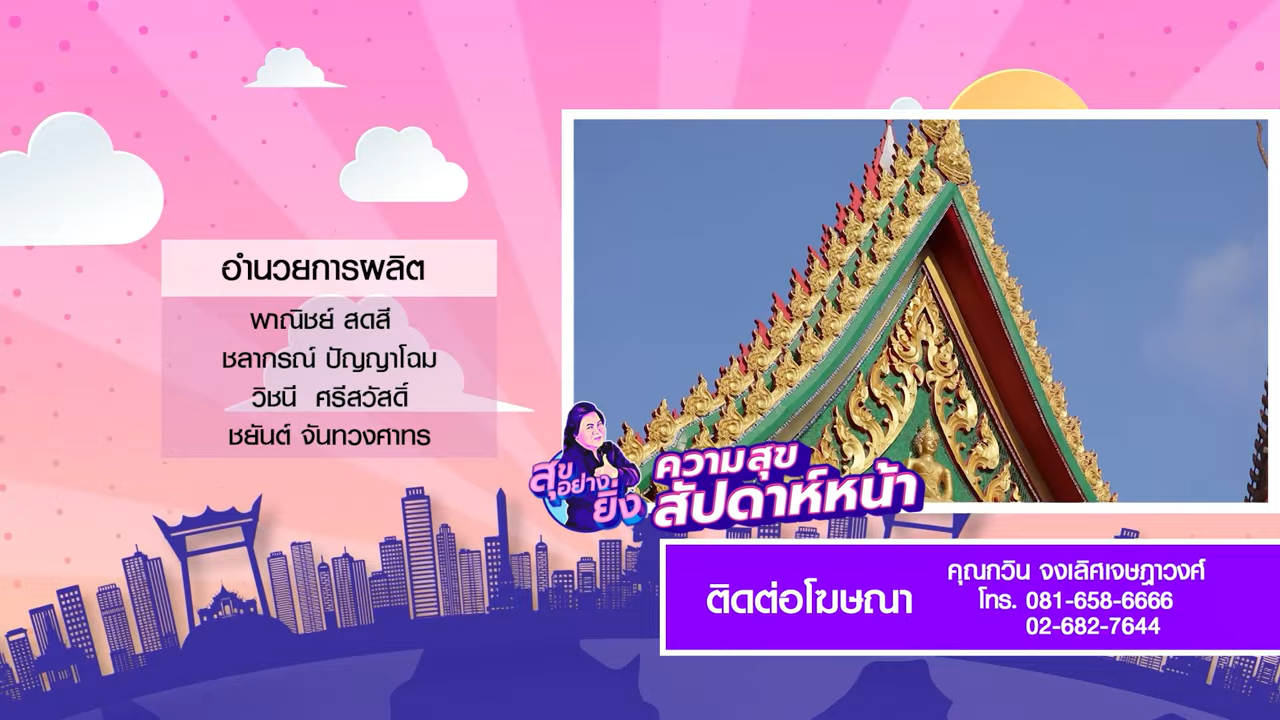 อำนวยการผลิต
พาณิชย์ สดสี
ชลากรณ์ ปัญญาโฉม
วิชนี ศรีสวัสดิ์
ชยันต์ จันทวงศาทร
สุข
อย่าง
ยิ่ง
ความสุข
สัปดาห์หน้า
ติดต่อโฆษณา
คุณกวิน จงเลิศเจษฎาวงศ์
โทร. 081-658-6666
02-682-7644